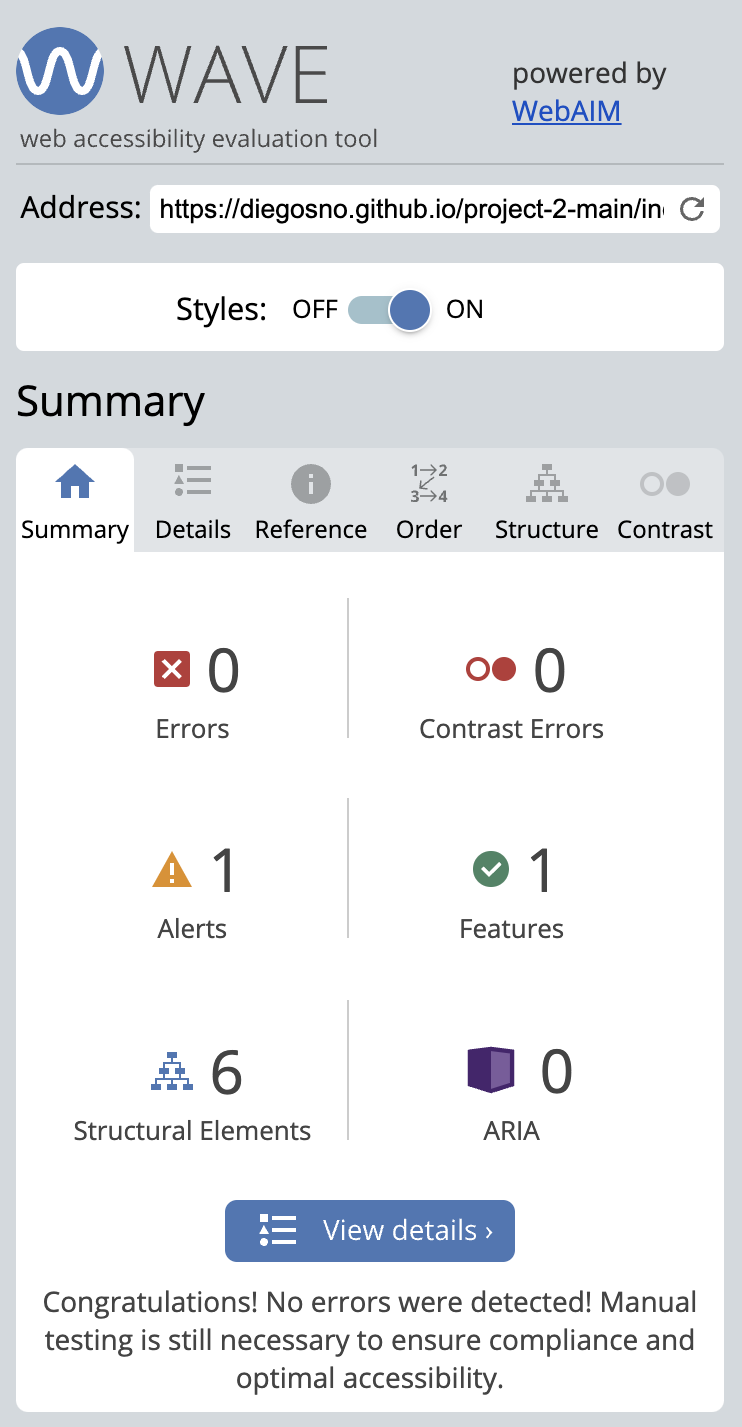 WAVE
web accessibility evaluation tool
powered by
WebAIM
Address: https://diegosno.github.io/project-2-main/in
Styles: OFF ON
Summary
1→2
3→4
Summary Details Reference Order Structure Contrast
0 0
Errors Contrast Errors
1 1
Alerts Features
6 0
Structural Elements ARIA
View details ›
Congratulations! No errors were detected! Manual
testing is still necessary to ensure compliance and
optimal accessibility.